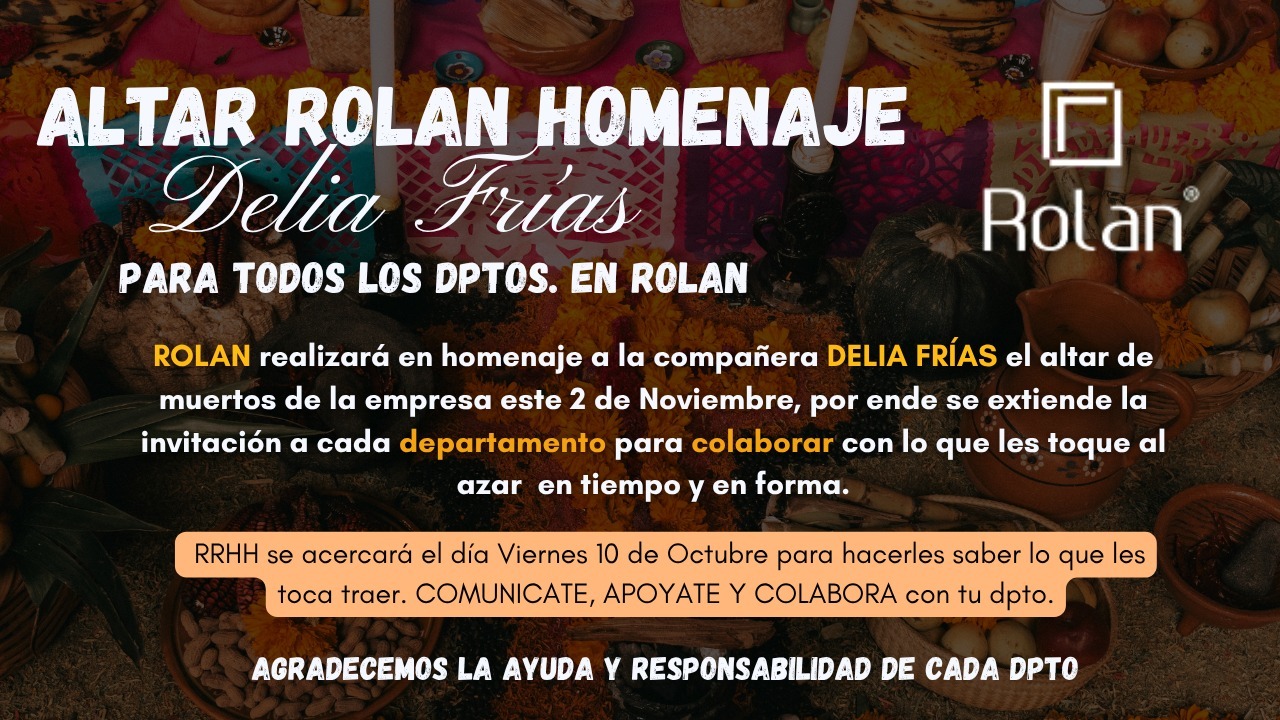 ALTAR ROLAN HOMENAJE
Delia Frías
PARA TODOS LOS DPTOS. EN ROLAN
Rolan®
ROLAN realizará en homenaje a la compañera DELIA FRÍAS el altar de
muertos de la empresa este 2 de Noviembre, por ende se extiende la
invitación a cada departamento para colaborar con lo que les toque al
azar  en tiempo y en forma.
RRHH se acercará el día Viernes 10 de Octubre para hacerles saber lo que les
toca traer. COMUNICATE, APOYATE Y COLABORA con tu dpto.
AGRADECEMOS LA AYUDA Y RESPONSABILIDAD DE CADA DPTO